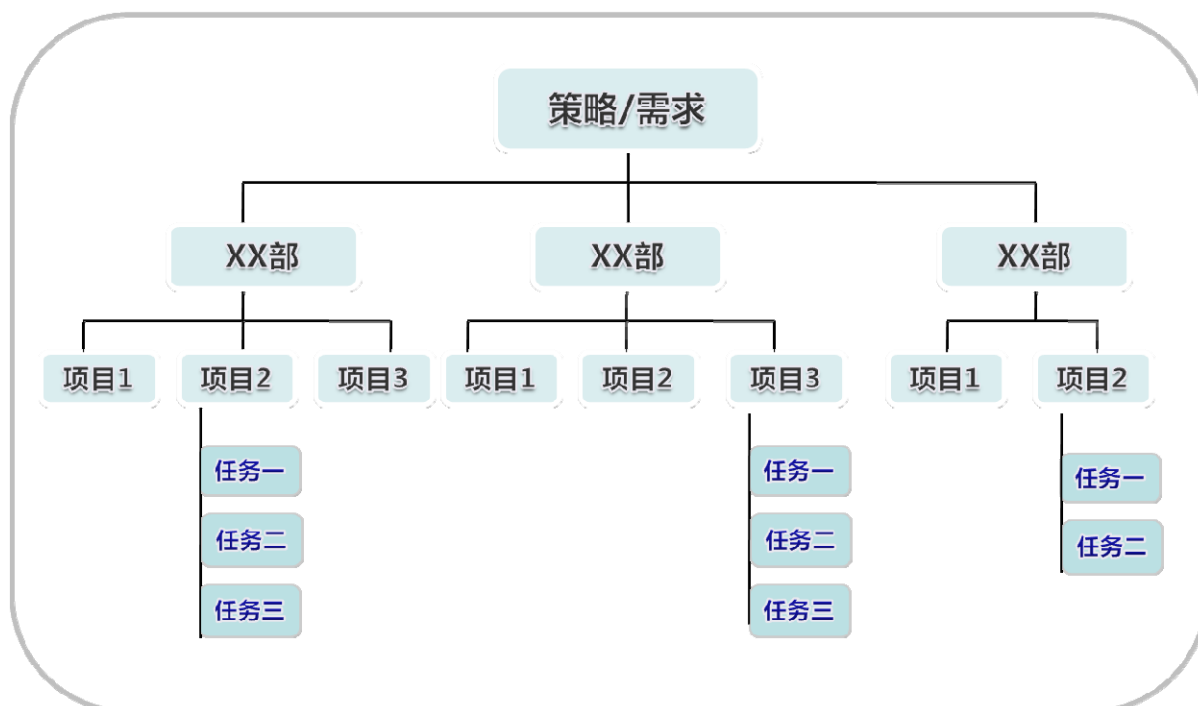 策略/需求
XX部
XX部
XX部
项目1
项目2
项目3
项目1
项目2
项目3
项目1
项目2
任务一
任务二
任务三
任务一
任务二
任务三
任务一
任务二